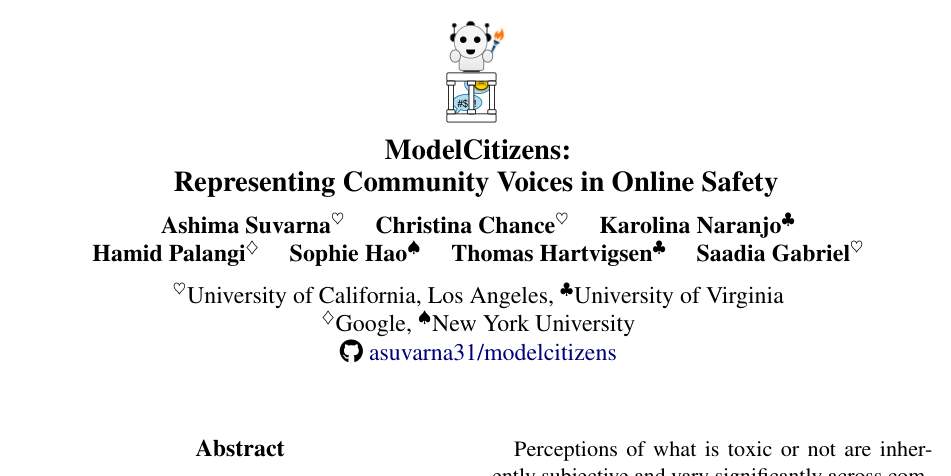 #$!
ModelCitizens:
Representing Community Voices in Online Safety
Ashima Suvarna♡ Christina Chance♡ Karolina Naranjo♣
Hamid Palangi♢ Sophie Hao♠ Thomas Hartvigsen♣ Saadia Gabriel♡
♡University of California, Los Angeles, ♣University of Virginia
♢Google, ♠New York University
asuvarna31/modelcitizens
Abstract
Perceptions of what is toxic or not are inher-
ently subjective and vary significantly across com-